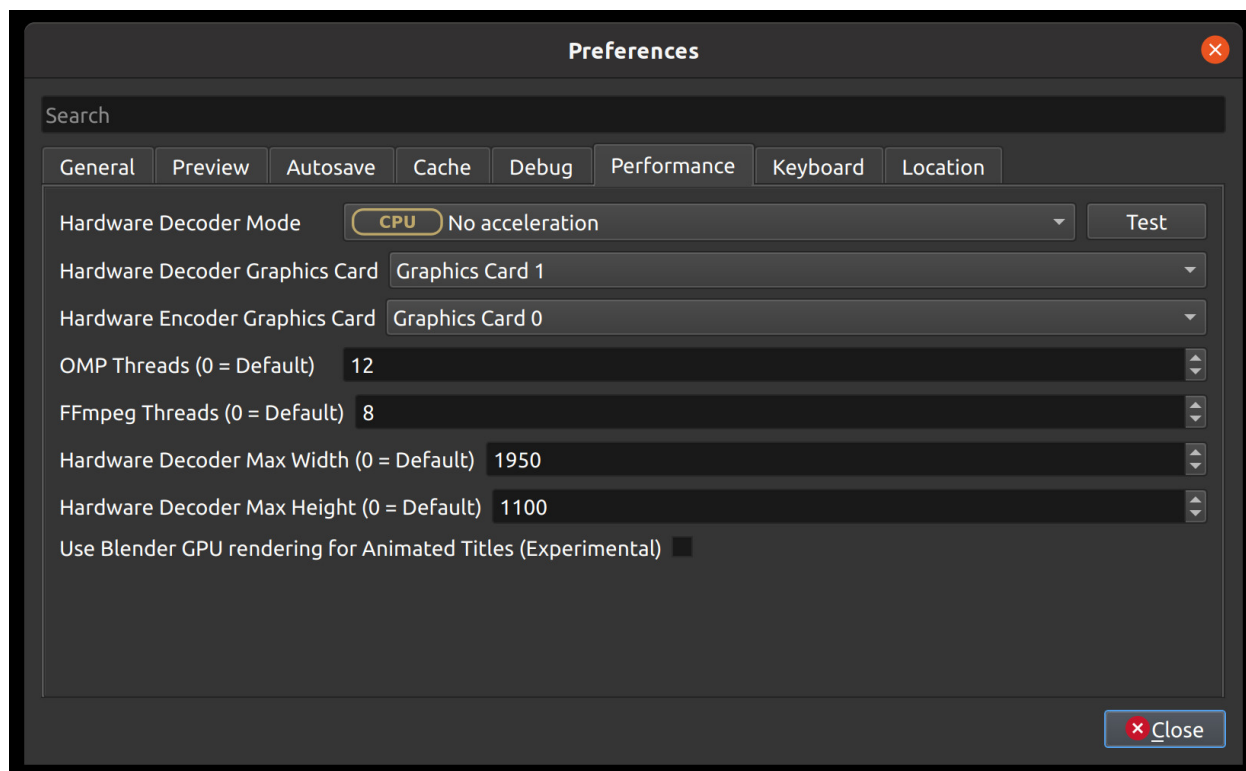 Preferences
Search
General Preview Autosave Cache Debug Performance Keyboard Location
Hardware Decoder Mode CPU No acceleration Test
Hardware Decoder Graphics Card Graphics Card 1
Hardware Encoder Graphics Card Graphics Card 0
OMP Threads (0 = Default) 12
FFmpeg Threads (0 = Default) 8
Hardware Decoder Max Width (0 = Default) 1950
Hardware Decoder Max Height (0 = Default) 1100
Use Blender GPU rendering for Animated Titles (Experimental)
Close